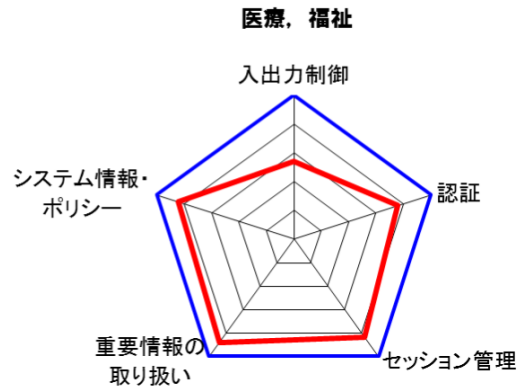 医療，福祉
入出力制御
システム情報・
ポリシー
認証
重要情報の
取り扱い
セッション管理